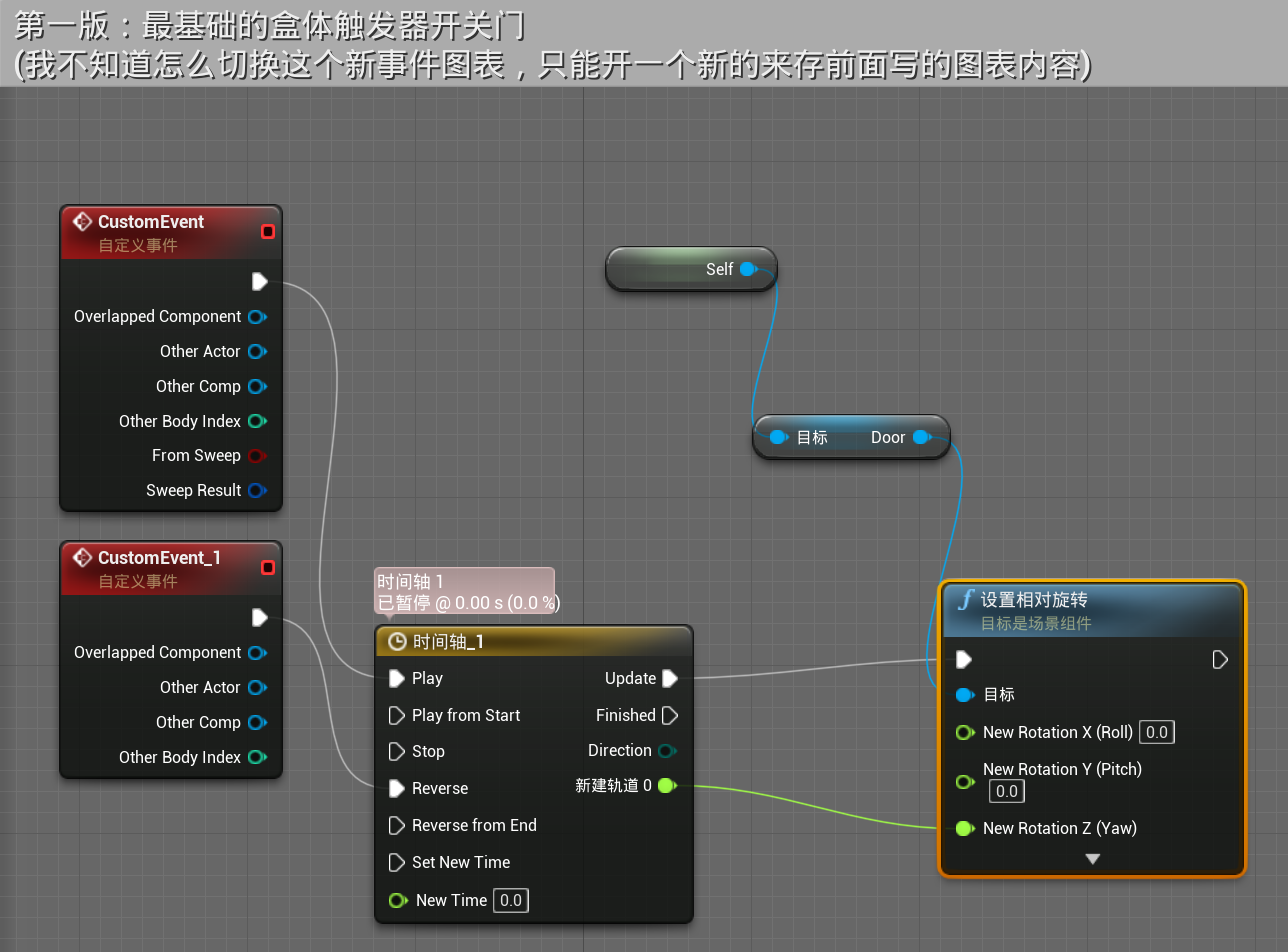 第一版：最基础的盒体触发器开关门
(我不知道怎么切换这个新事件图表，只能开一个新的来存前面写的图表内容)
CustomEvent
自定义事件
Overlapped Component
Other Actor
Other Comp
Other Body Index
From Sweep
Sweep Result
CustomEvent_1
自定义事件
Overlapped Component
Other Actor
Other Comp
Other Body Index
Self
目标 Door
时间轴 1
已暂停 @ 0.00 s (0.0 %)
时间轴_1
Play Update
Play from Start Finished
Stop Direction
Reverse 新建轨道 0
Reverse from End
Set New Time
New Time 0.0
设置相对旋转
目标是场景组件
目标
New Rotation X (Roll) 0.0
New Rotation Y (Pitch)
0.0
New Rotation Z (Yaw)